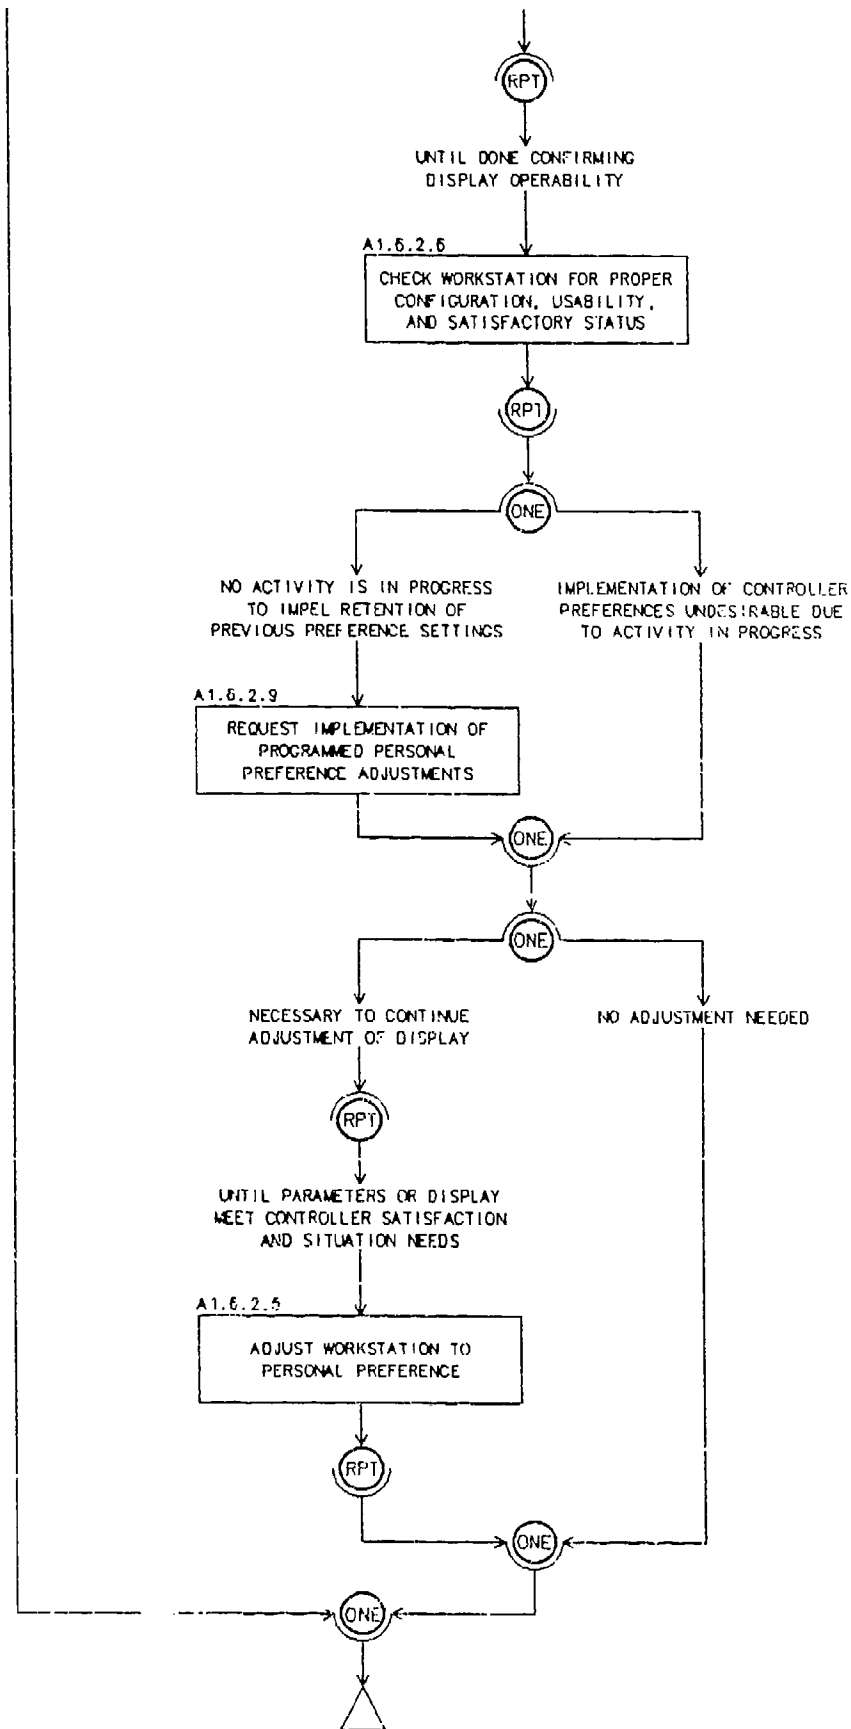 RPT
UNTIL DONE CONFIRMING
DISPLAY OPERABILITY
A1.6.2.6
CHECK WORKSTATION FOR PROPER
CONFIGURATION, USABILITY,
AND SATISFACTORY STATUS
RPT
ONE
NO ACTIVITY IS IN PROGRESS
TO IMPEL RETENTION OF
PREVIOUS PREFERENCE SETTINGS
IMPLEMENTATION OF CONTROLLER
PREFERENCES UNDESIRABLE DUE
TO ACTIVITY IN PROGRESS
A1.6.2.9
REQUEST IMPLEMENTATION OF
PROGRAMMED PERSONAL
PREFERENCE ADJUSTMENTS
ONE
ONE
NECESSARY TO CONTINUE
ADJUSTMENT OF DISPLAY
NO ADJUSTMENT NEEDED
RPT
UNTIL PARAMETERS OR DISPLAY
MEET CONTROLLER SATISFACTION
AND SITUATION NEEDS
A1.6.2.5
ADJUST WORKSTATION TO
PERSONAL PREFERENCE
RPT
ONE
ONE